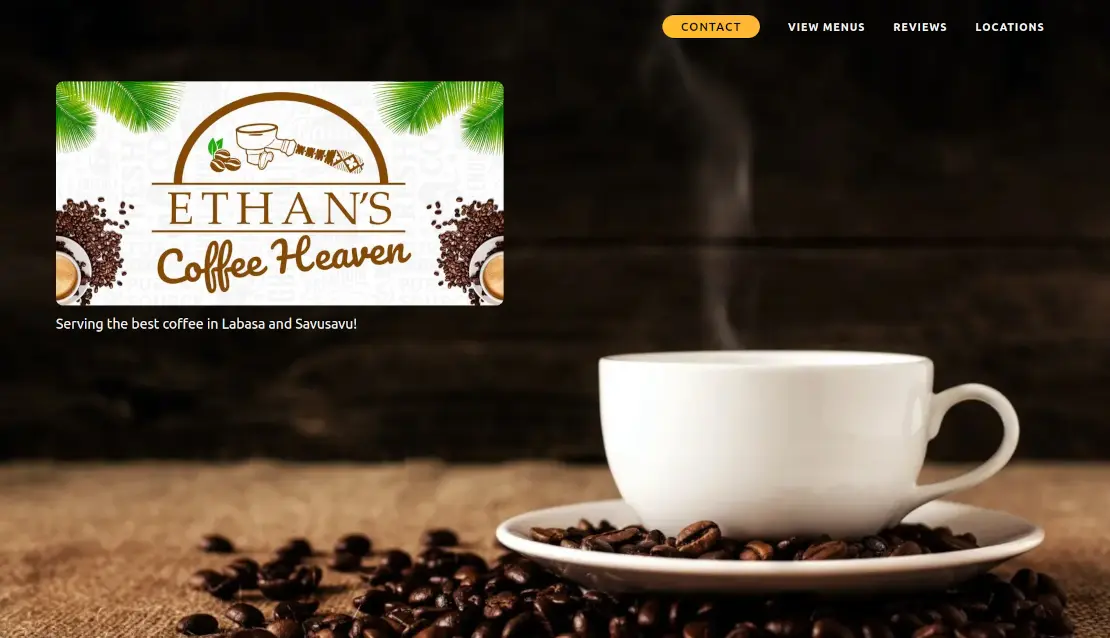 CONTACT
VIEW MENUS
REVIEWS
LOCATIONS
ETHAN'S
Coffee Heaven
Serving the best coffee in Labasa and Savusavu!